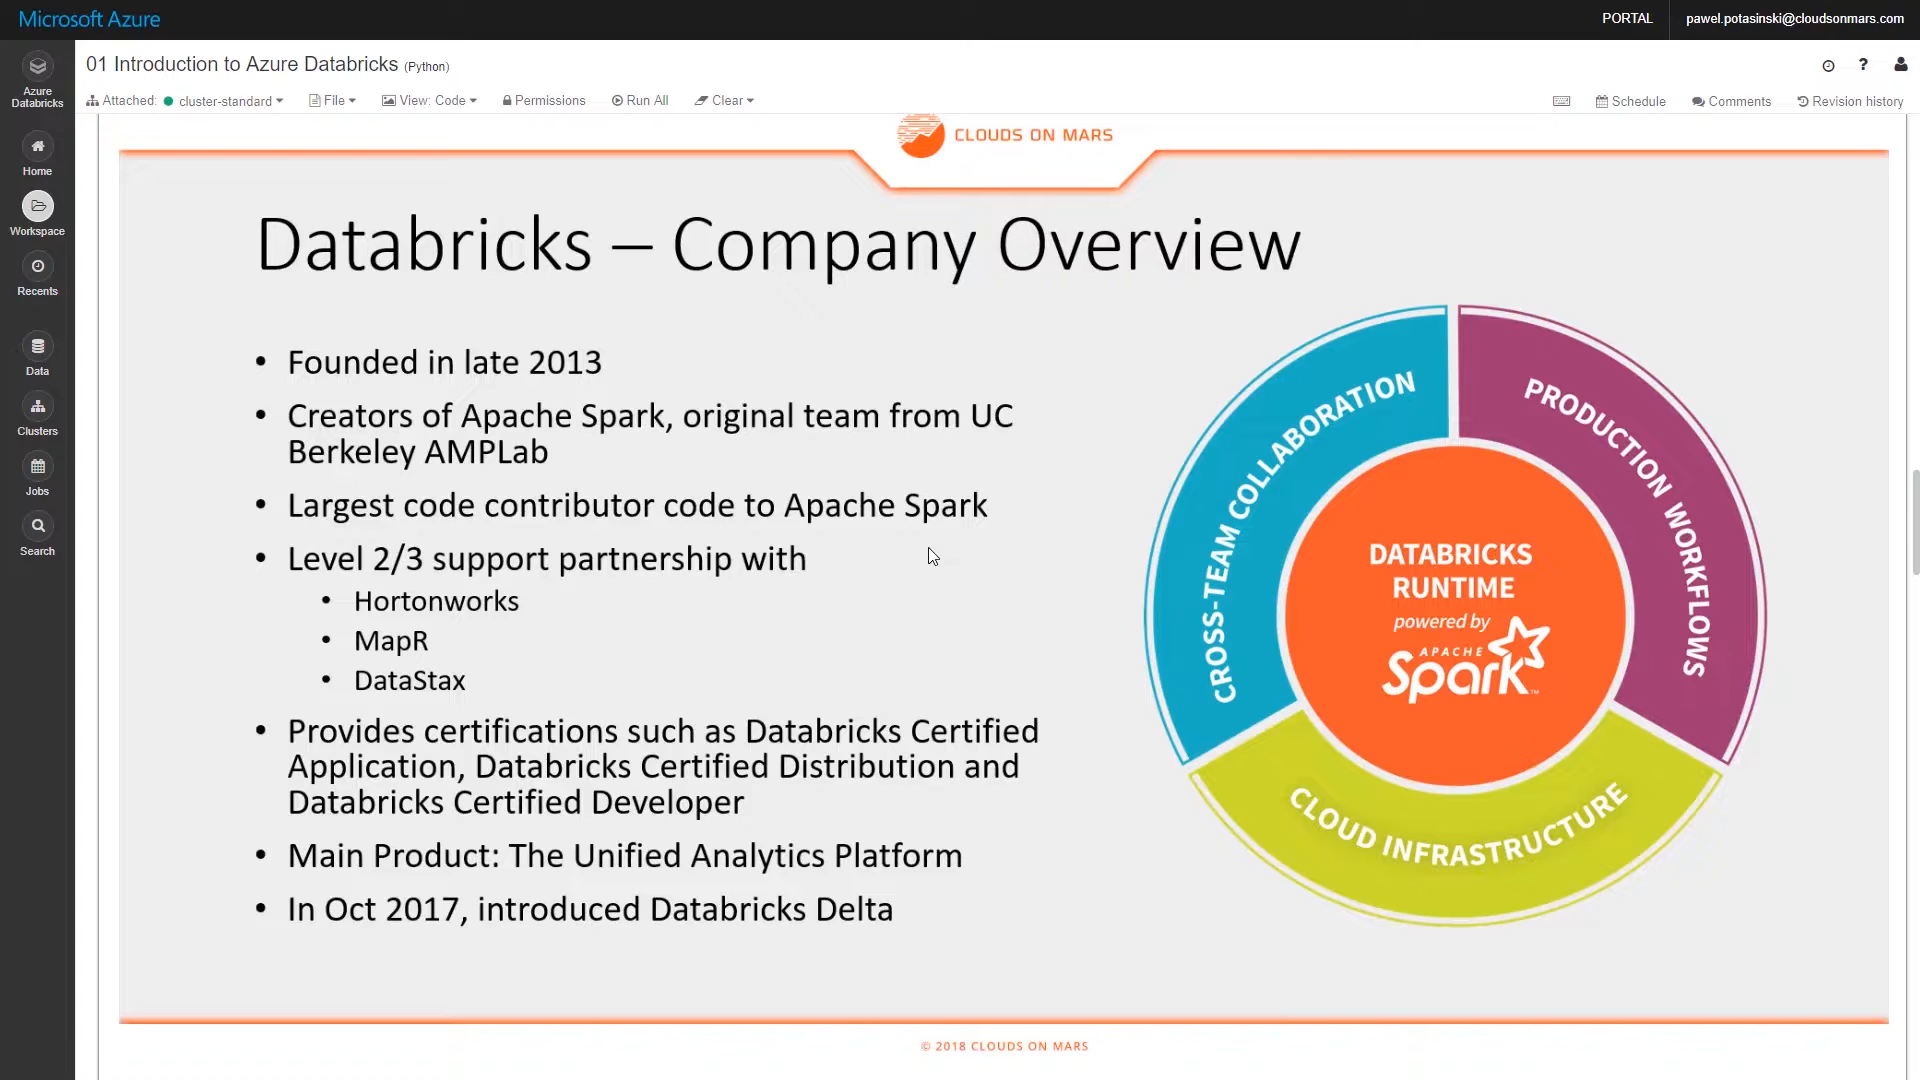 Microsoft Azure
PORTAL
pawel.potasinski@cloudsonmars.com
Azure
Databricks
Home
Workspace
Recents
Data
Clusters
Jobs
Search
01 Introduction to Azure Databricks (Python)
Attached: cluster-standard
File
View: Code
Permissions
Run All
Clear
?
Schedule
Comments
Revision history
CLOUDS ON MARS
Databricks – Company Overview
• Founded in late 2013
• Creators of Apache Spark, original team from UC
Berkeley AMPLab
• Largest code contributor code to Apache Spark
• Level 2/3 support partnership with
• Hortonworks
• MapR
• DataStax
• Provides certifications such as Databricks Certified
Application, Databricks Certified Distribution and
Databricks Certified Developer
• Main Product: The Unified Analytics Platform
• In Oct 2017, introduced Databricks Delta
CROSS-TEAM COLLABORATION
PRODUCTION WORKFLOWS
DATABRICKS
RUNTIME
powered by
APACHE
Spark™
CLOUD INFRASTRUCTURE
© 2018 CLOUDS ON MARS